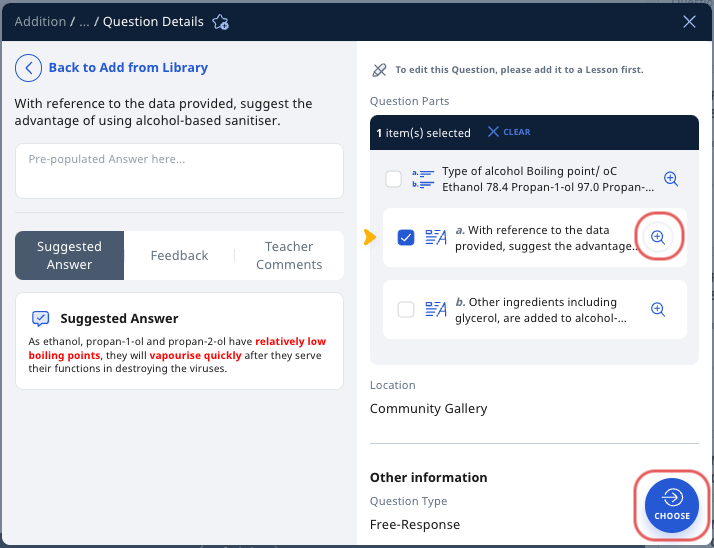 Addition / ... / Question Details
Back to Add from Library
With reference to the data provided, suggest the
advantage of using alcohol-based sanitiser.
Pre-populated Answer here...
Suggested
Answer
Feedback
Teacher
Comments
Suggested Answer
As ethanol, propan-1-ol and propan-2-ol have relatively low
boiling points, they will vapourise quickly after they serve
their functions in destroying the viruses.
To edit this Question, please add it to a Lesson first.
Question Parts
1 item(s) selected
CLEAR
a.
b.
Type of alcohol Boiling point/ oC
Ethanol 78.4 Propan-1-ol 97.0 Propan-...
a. With reference to the data
provided, suggest the advantage...
b. Other ingredients including
glycerol, are added to alcohol-...
Location
Community Gallery
Other information
Question Type
Free-Response
CHOOSE